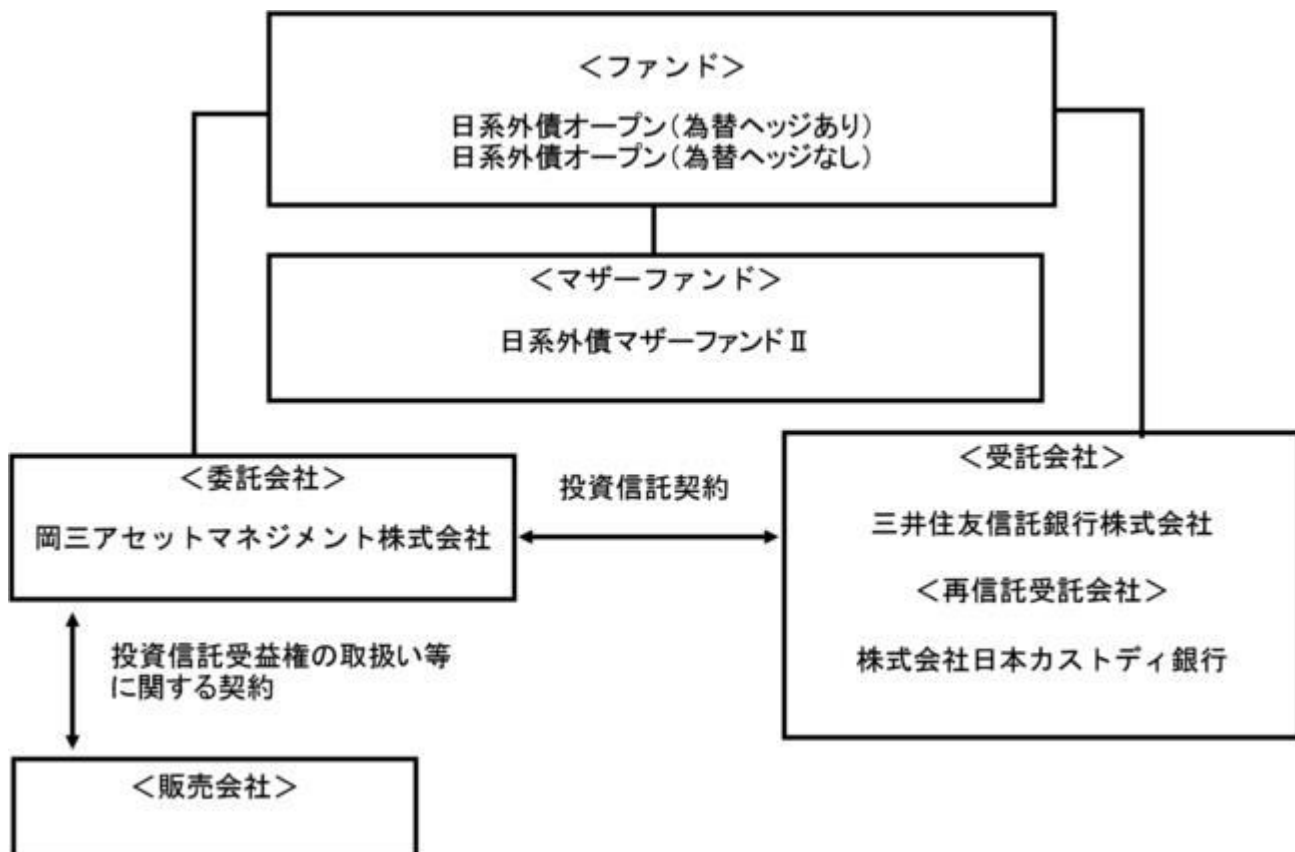 ＜ファンド＞
日系外債オープン（為替ヘッジあり）
日系外債オープン（為替ヘッジなし）
＜マザーファンド＞
日系外債マザーファンドⅡ
＜委託会社＞
岡三アセットマネジメント株式会社
投資信託契約
＜受託会社＞
三井住友信託銀行株式会社
＜再信託受託会社＞
株式会社日本カストディ銀行
投資信託受益権の取扱い等
に関する契約
＜販売会社＞